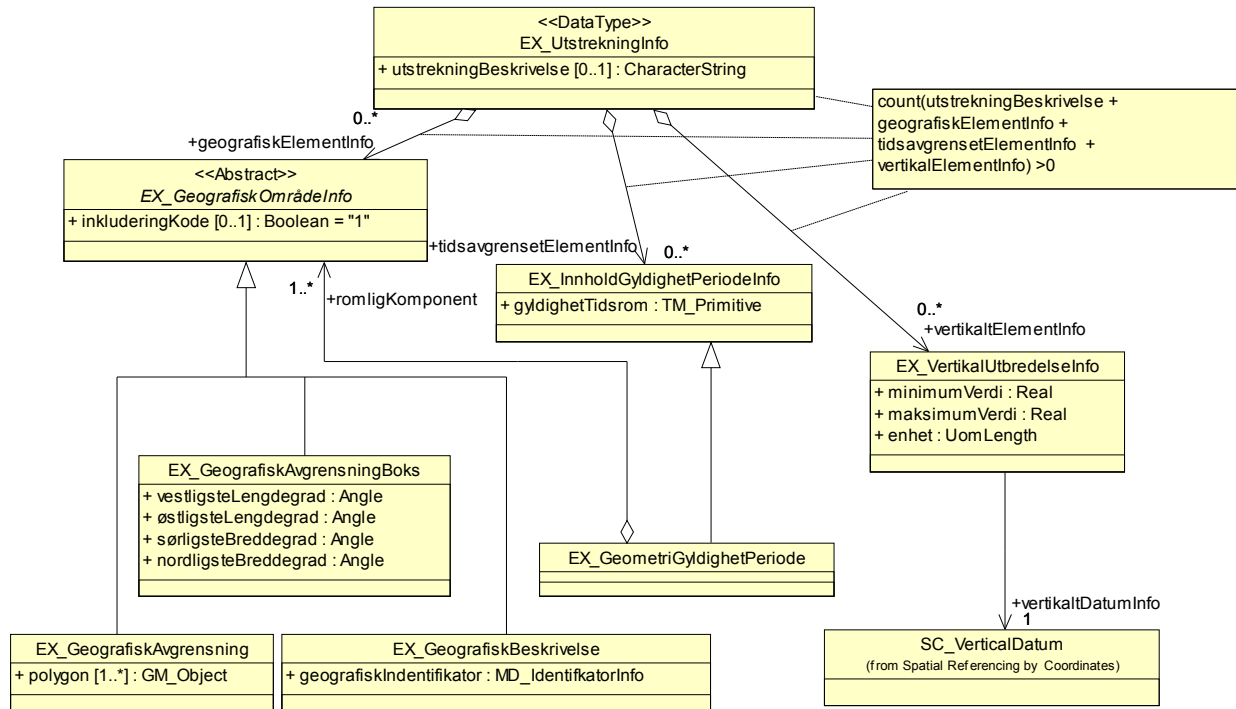 <<DataType>>
EX_UtstrekningInfo
+ utstrekningBeskrivelse [0..1] : CharacterString
count(utstrekningBeskrivelse +
geografiskElementInfo +
tidsavgrensetElementInfo +
vertikalElementInfo) >0
0..*
+geografiskElementInfo
<<Abstract>>
EX_GeografiskOmrådeInfo
+ inkluderingKode [0..1] : Boolean = "1"
+tidsavgrensetElementInfo
0..*
EX_InnholdGyldighetPeriodeInfo
+ gyldighetTidsrom : TM_Primitive
1..*
+romligKomponent
0..*
+vertikaltElementInfo
EX_VertikalUtbredelseInfo
+ minimumVerdi : Real
+ maksimumVerdi : Real
+ enhet : UomLength
EX_GeografiskAvgrensningBoks
+ vestligsteLengdegrad : Angle
+ østligsteLengdegrad : Angle
+ sørligsteBreddegrad : Angle
+ nordligsteBreddegrad : Angle
EX_GeometriGyldighetPeriode
+vertikaltDatumInfo
1
EX_GeografiskAvgrensning
+ polygon [1..*] : GM_Object
EX_GeografiskBeskrivelse
+ geografiskIndentifikator : MD_IdentifkatorInfo
SC_VerticalDatum
(from Spatial Referencing by Coordinates)